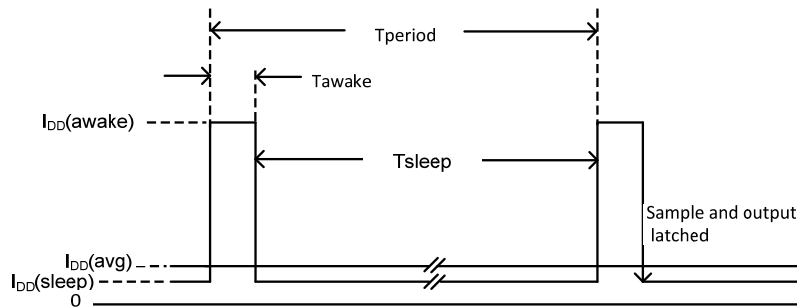 Tperiod
Tawake
IDD(awake)
Tsleep
Sample and output
latched
IDD(avg)
IDD(sleep)
0